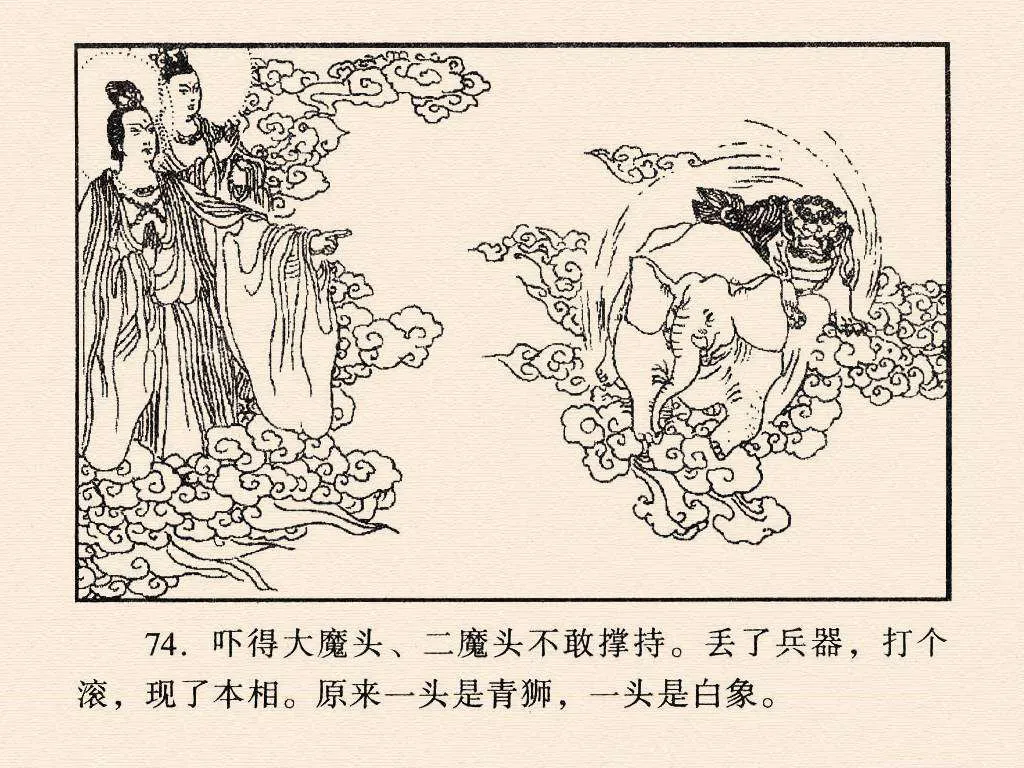 74. 吓得大魔头、二魔头不敢撑持。丢了兵器，打个
滚，现了本相。原来一头是青狮，一头是白象。